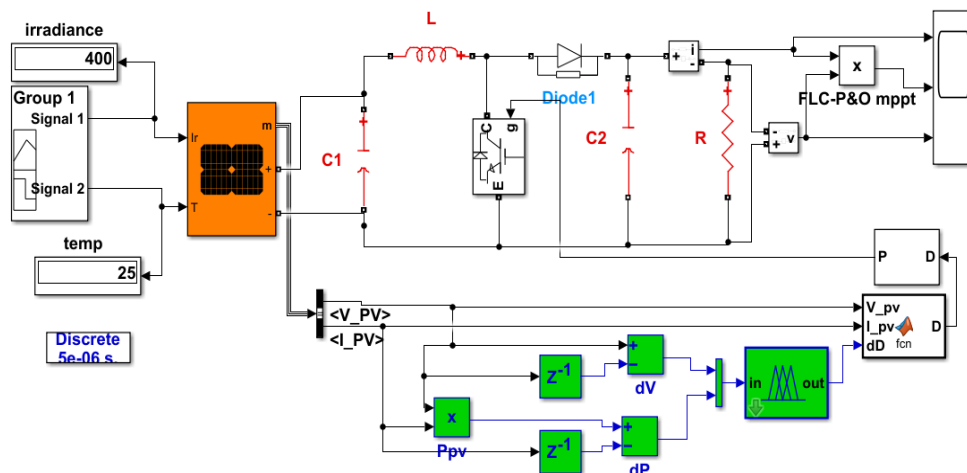 irradiance
400
Group 1
Signal 1
Signal 2
temp
25
Discrete
5e-06 s.
Ir
T
m
+
-
C1
+
L
+
Diode1
C
g
E
C2
+
R
+
+
-
i
-
+
v
x
FLC-P&O mppt
P
D
V_pv
I_pv
dD
fcn
D
<V_PV>
<I_PV>
Z-1
+
-
dV
x
Ppv
Z-1
+
-
dP
in
out